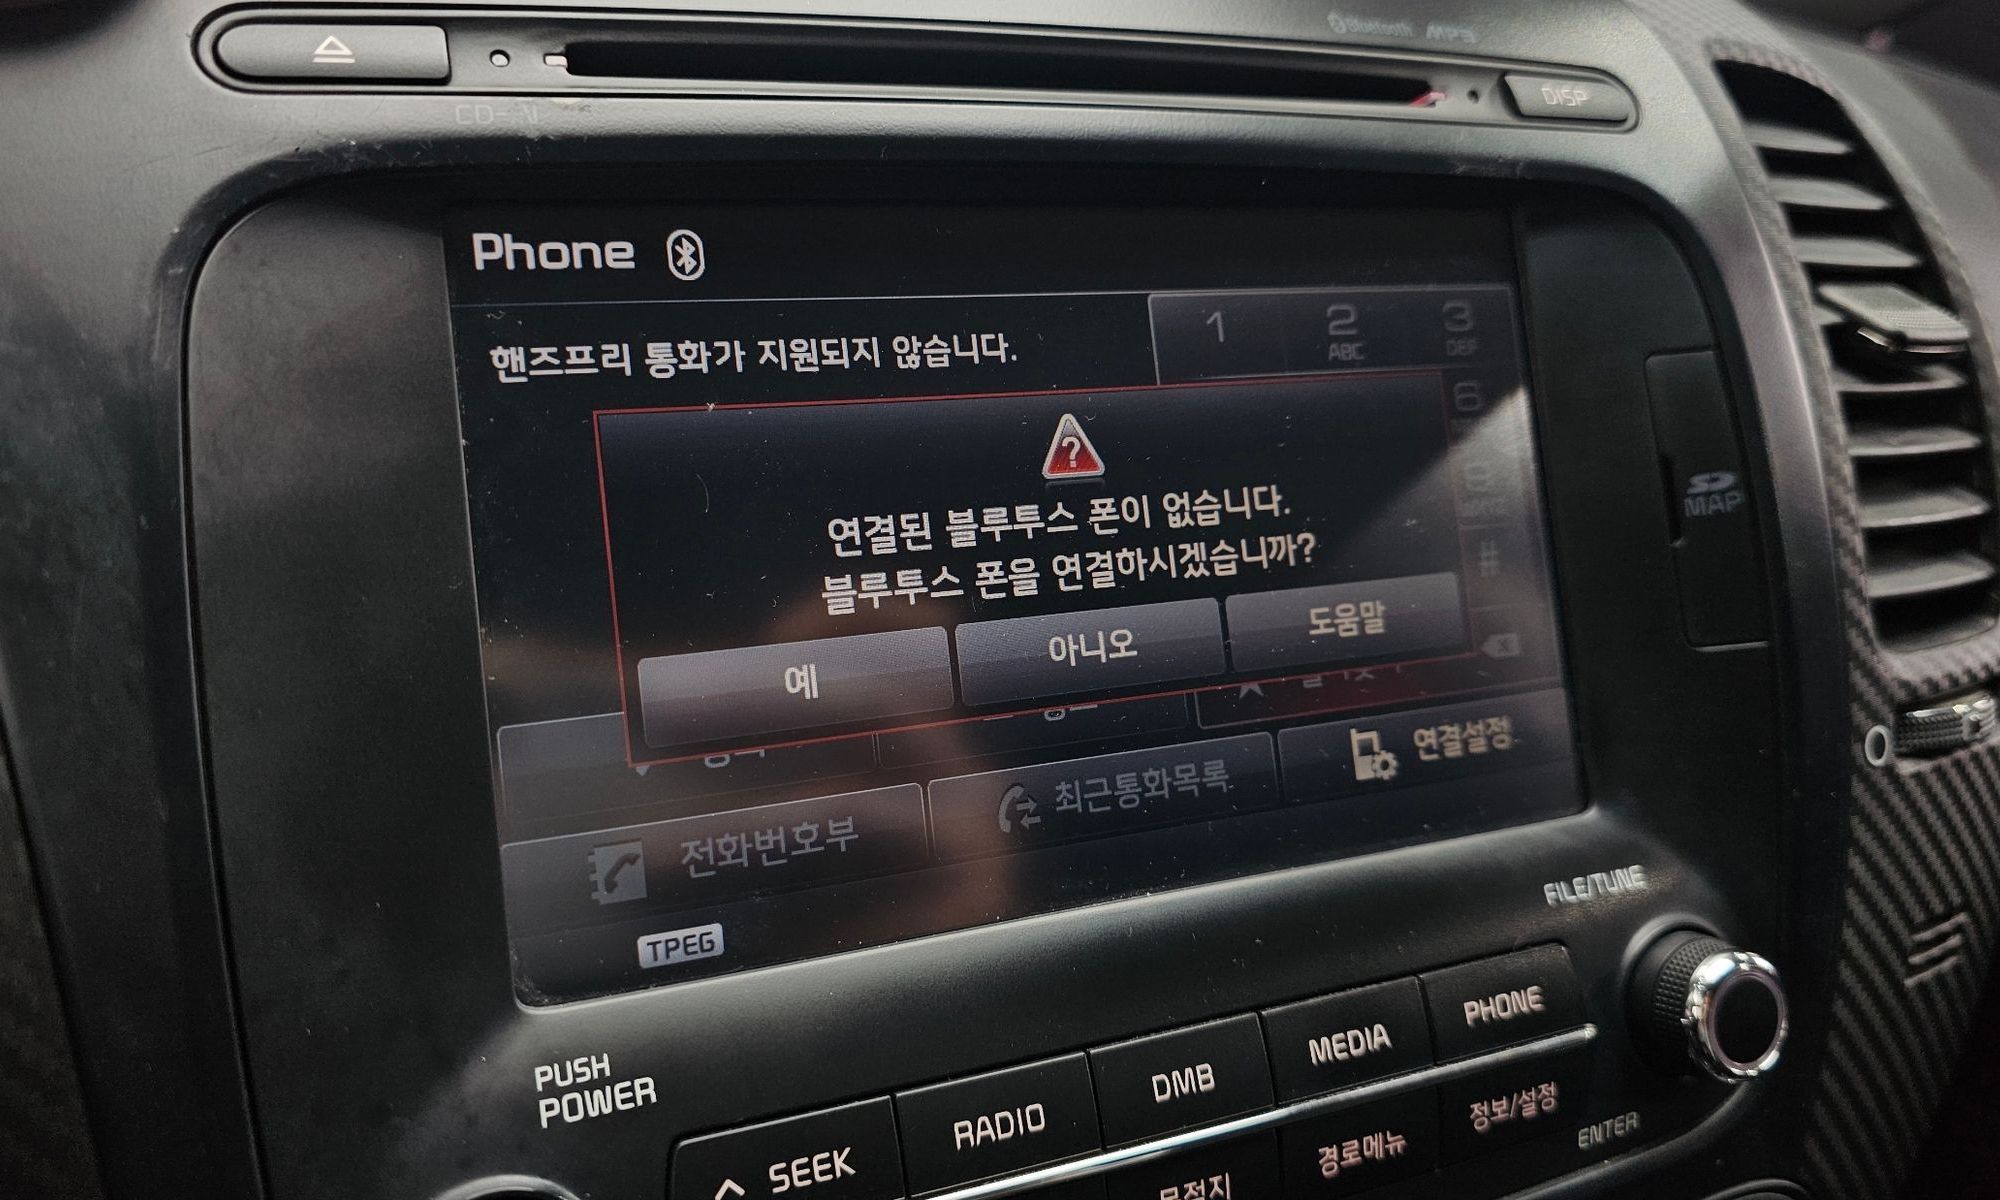 Bluetooth MP3
DISP
Phone
핸즈프리 통화가 지원되지 않습니다.
1
2
ABC
3
DEF
6
?
연결된 블루투스 폰이 없습니다.
블루투스 폰을 연결하시겠습니까?
#
예
아니오
도움말
전화번호부
최근통화목록
연결설정
TPEG
SD
MAP
FILE/TUNE
PUSH
POWER
SEEK
RADIO
DMB
MEDIA
PHONE
목적지
경로메뉴
정보/설정
ENTER